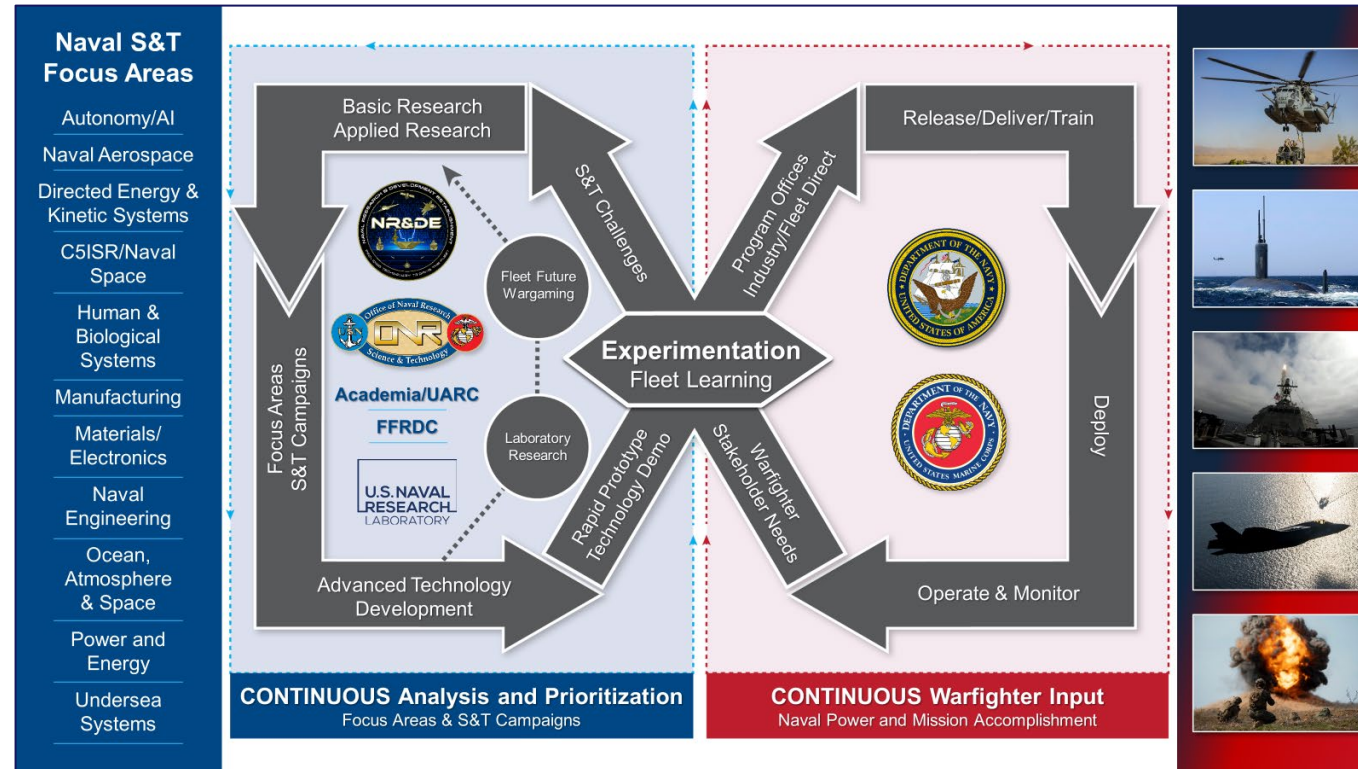 Naval S&T
Focus Areas
Autonomy/AI
Naval Aerospace
Directed Energy &
Kinetic Systems
C5ISR/Naval
Space
Human &
Biological
Systems
Manufacturing
Materials/
Electronics
Naval
Engineering
Ocean,
Atmosphere
& Space
Power and
Energy
Undersea
Systems
Basic Research
Applied Research
S&T Challenges
NR&DE
Fleet Future
Wargaming
Office of Naval Research
ONR
Science & Technology
Academia/UARC
FFRDC
Laboratory
Research
U.S. NAVAL
RESEARCH
LABORATORY
Focus Areas
S&T Campaigns
Advanced Technology
Development
Rapid Prototype
Technology Demo
Experimentation
Fleet Learning
Program Offices
Industry/Fleet Direct
Release/Deliver/Train
DEPARTMENT OF THE NAVY
UNITED STATES OF AMERICA
DEPARTMENT OF THE NAVY
UNITED STATES MARINE CORPS
Deploy
Warfighter
Stakeholder Needs
Operate & Monitor
CONTINUOUS Analysis and Prioritization
Focus Areas & S&T Campaigns
CONTINUOUS Warfighter Input
Naval Power and Mission Accomplishment